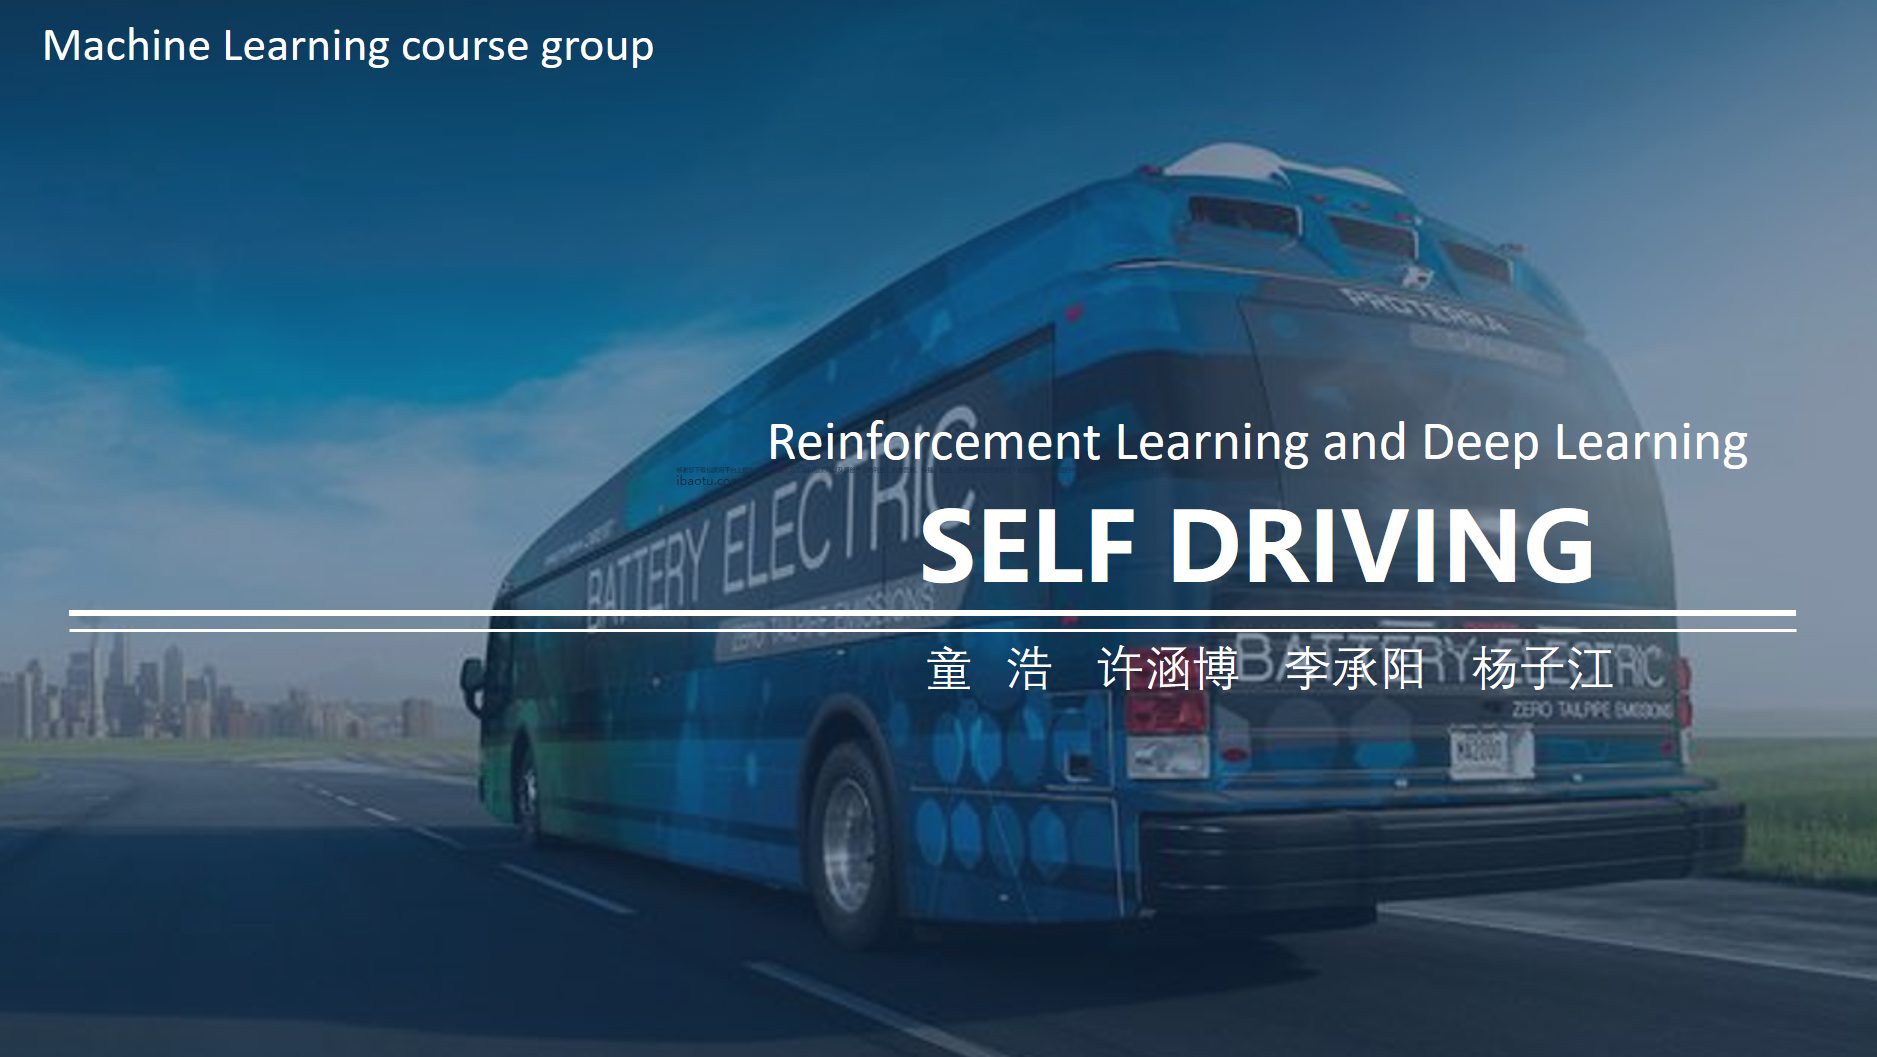 Machine Learning course group
PROTERRA
Reinforcement Learning and Deep Learning
ibaotu.com
BATTERY ELECTRIC
SELF DRIVING
ZERO TAILPIPE EMISSIONS
童 浩 许涵博 李承阳 杨子江
BATTERY ELECTRIC
ZERO TAILPIPE EMISSIONS